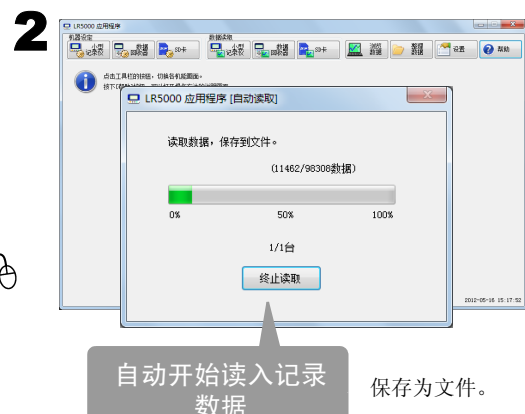 2
LR5000 应用程序
机器设定
数据读取
小型记录仪
数据回收器
SD卡
小型记录仪
数据回收器
SD卡
浏览数据
整理数据
设置
帮助
点击工具栏的按钮，切换各机能画面。
LR5000 应用程序 [自动读取]
读取数据，保存到文件。
(11462/98308数据)
0% 50% 100%
1/1台
终止读取
2012-05-16 15:17:52
自动开始读入记录
数据
保存为文件。